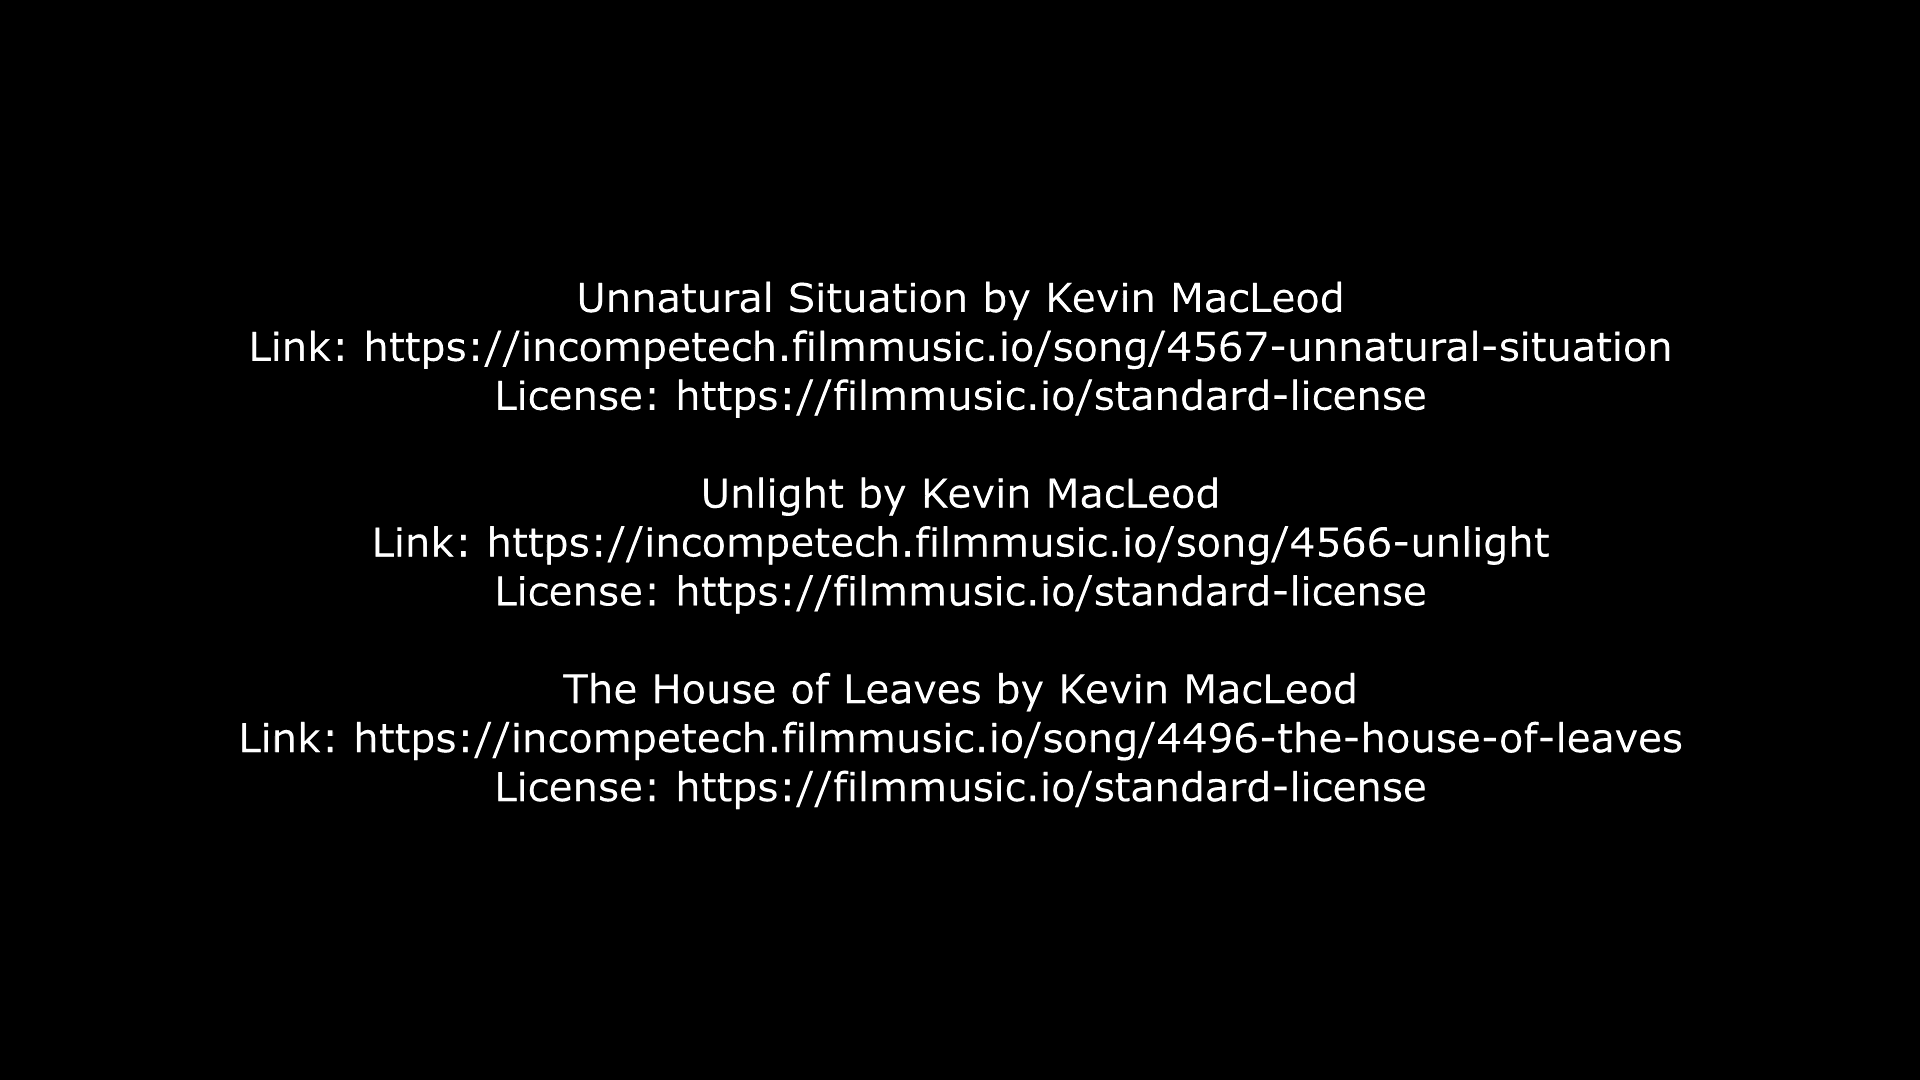 Unnatural Situation by Kevin MacLeod
Link: https://incompetech.filmmusic.io/song/4567-unnatural-situation
License: https://filmmusic.io/standard-license
Unlight by Kevin MacLeod
Link: https://incompetech.filmmusic.io/song/4566-unlight
License: https://filmmusic.io/standard-license
The House of Leaves by Kevin MacLeod
Link: https://incompetech.filmmusic.io/song/4496-the-house-of-leaves
License: https://filmmusic.io/standard-license